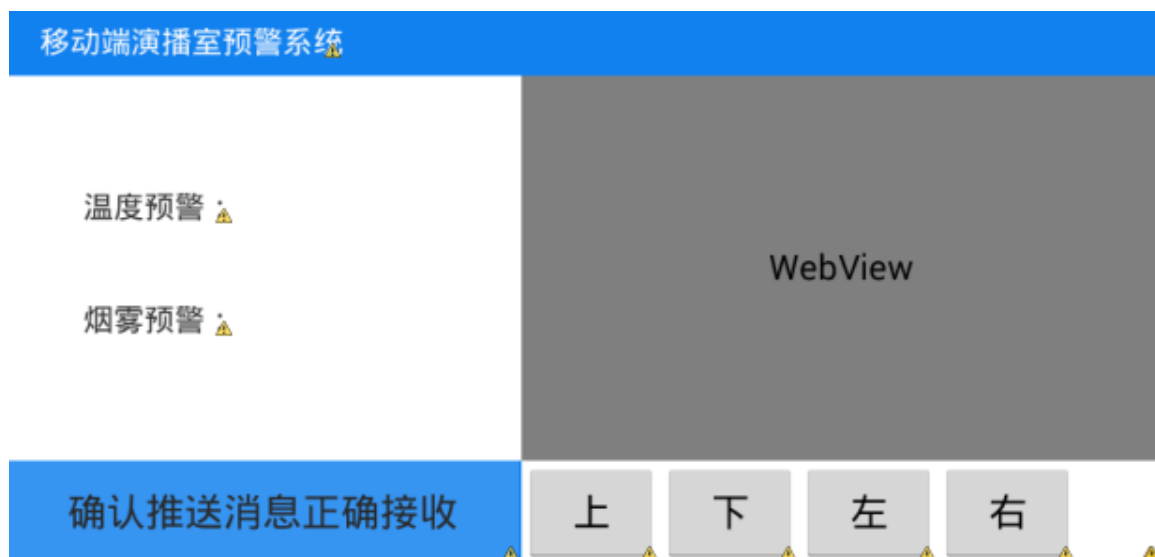 移动端演播室预警系统
温度预警：
烟雾预警：
WebView
确认推送消息正确接收
上 下 左 右